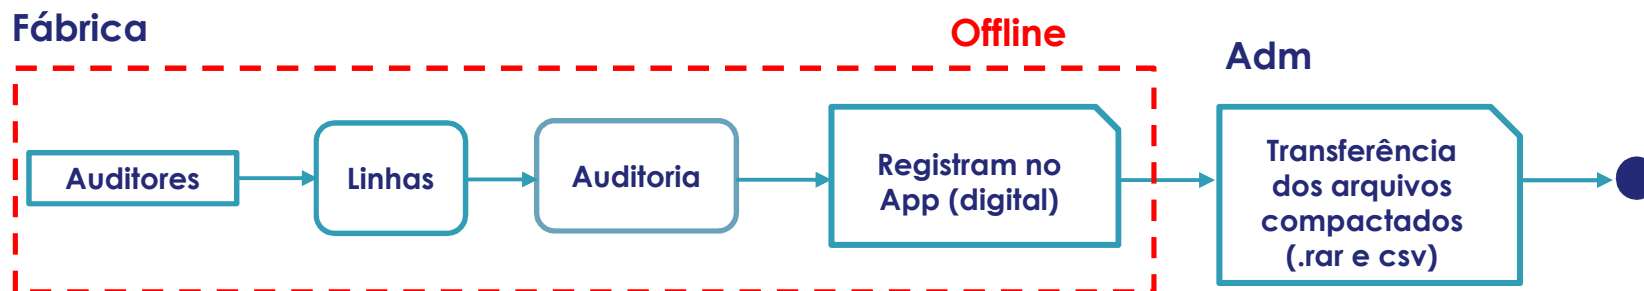 Fábrica
Offline
Adm
Auditores
Linhas
Auditoria
Registram no
App (digital)
Transferência
dos arquivos
compactados
(.rar e csv)